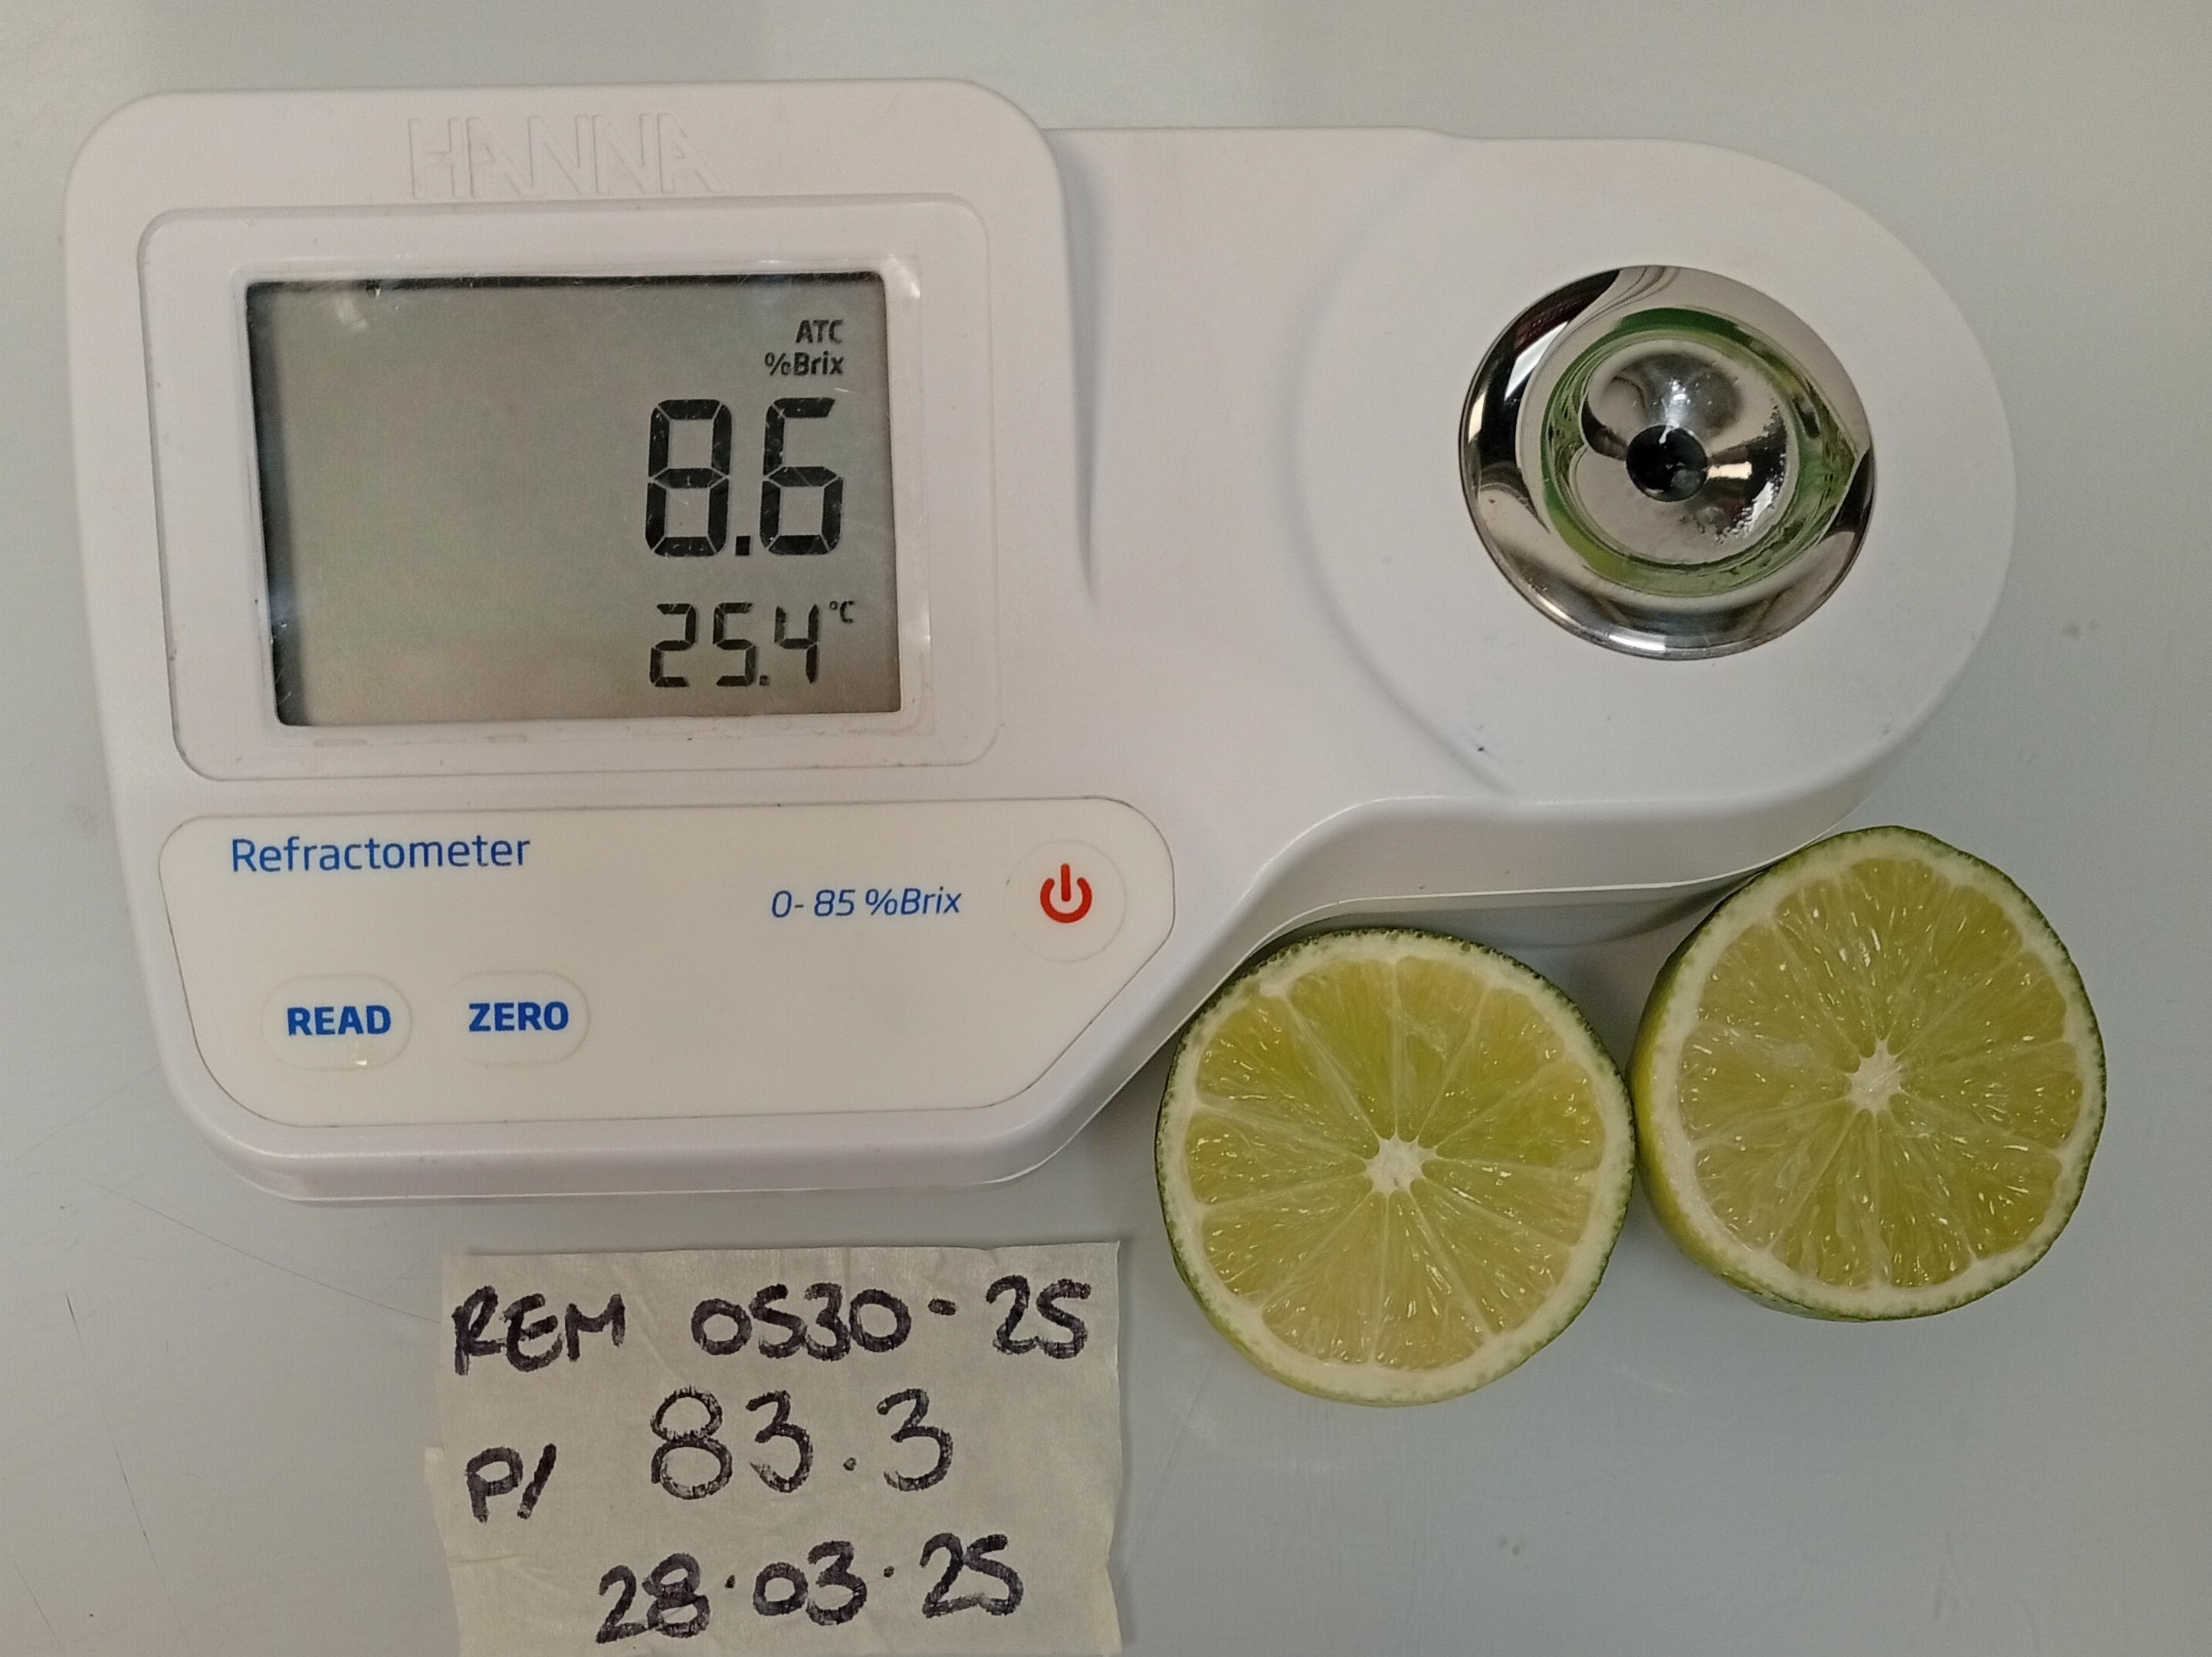 HANNA
ATC
%Brix
8.6
25.4 °C
Refractometer
0-85 %Brix
READ ZERO
REM 0530-25
P/ 83.3
28.03.25